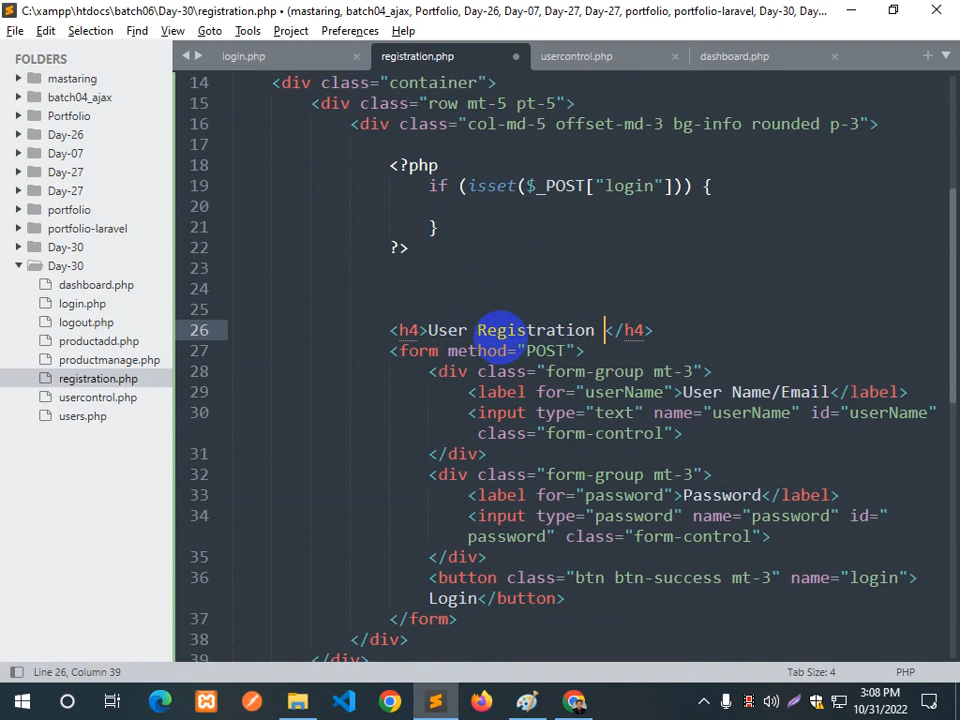 C:\xampp\htdocs\batch06\Day-30\registration.php • (mastaring, batch04_ajax, Portfolio, Day-26, Day-07, Day-27, Day-27, portfolio, portfolio-laravel, Day-30, Day...
File Edit Selection Find View Goto Tools Project Preferences Help
FOLDERS
mastaring
batch04_ajax
Portfolio
Day-26
Day-07
Day-27
Day-27
portfolio
portfolio-laravel
Day-30
Day-30
dashboard.php
login.php
logout.php
productadd.php
productmanage.php
registration.php
usercontrol.php
users.php
login.php registration.php usercontrol.php dashboard.php
14 <div class="container">
15 <div class="row mt-5 pt-5">
16 <div class="col-md-5 offset-md-3 bg-info rounded p-3">
17
18 <?php
19 if (isset($_POST["login"])) {
20
21 }
22 ?>
23
24
25
26 <h4>User Registration </h4>
27 <form method="POST">
28 <div class="form-group mt-3">
29 <label for="userName">User Name/Email</label>
30 <input type="text" name="userName" id="userName"
class="form-control">
31 </div>
32 <div class="form-group mt-3">
33 <label for="password">Password</label>
34 <input type="password" name="password" id="
password" class="form-control">
35 </div>
36 <button class="btn btn-success mt-3" name="login">
Login</button>
37 </form>
38 </div>
39 </div>
Line 26, Column 39 Tab Size: 4 PHP
3:08 PM
10/31/2022